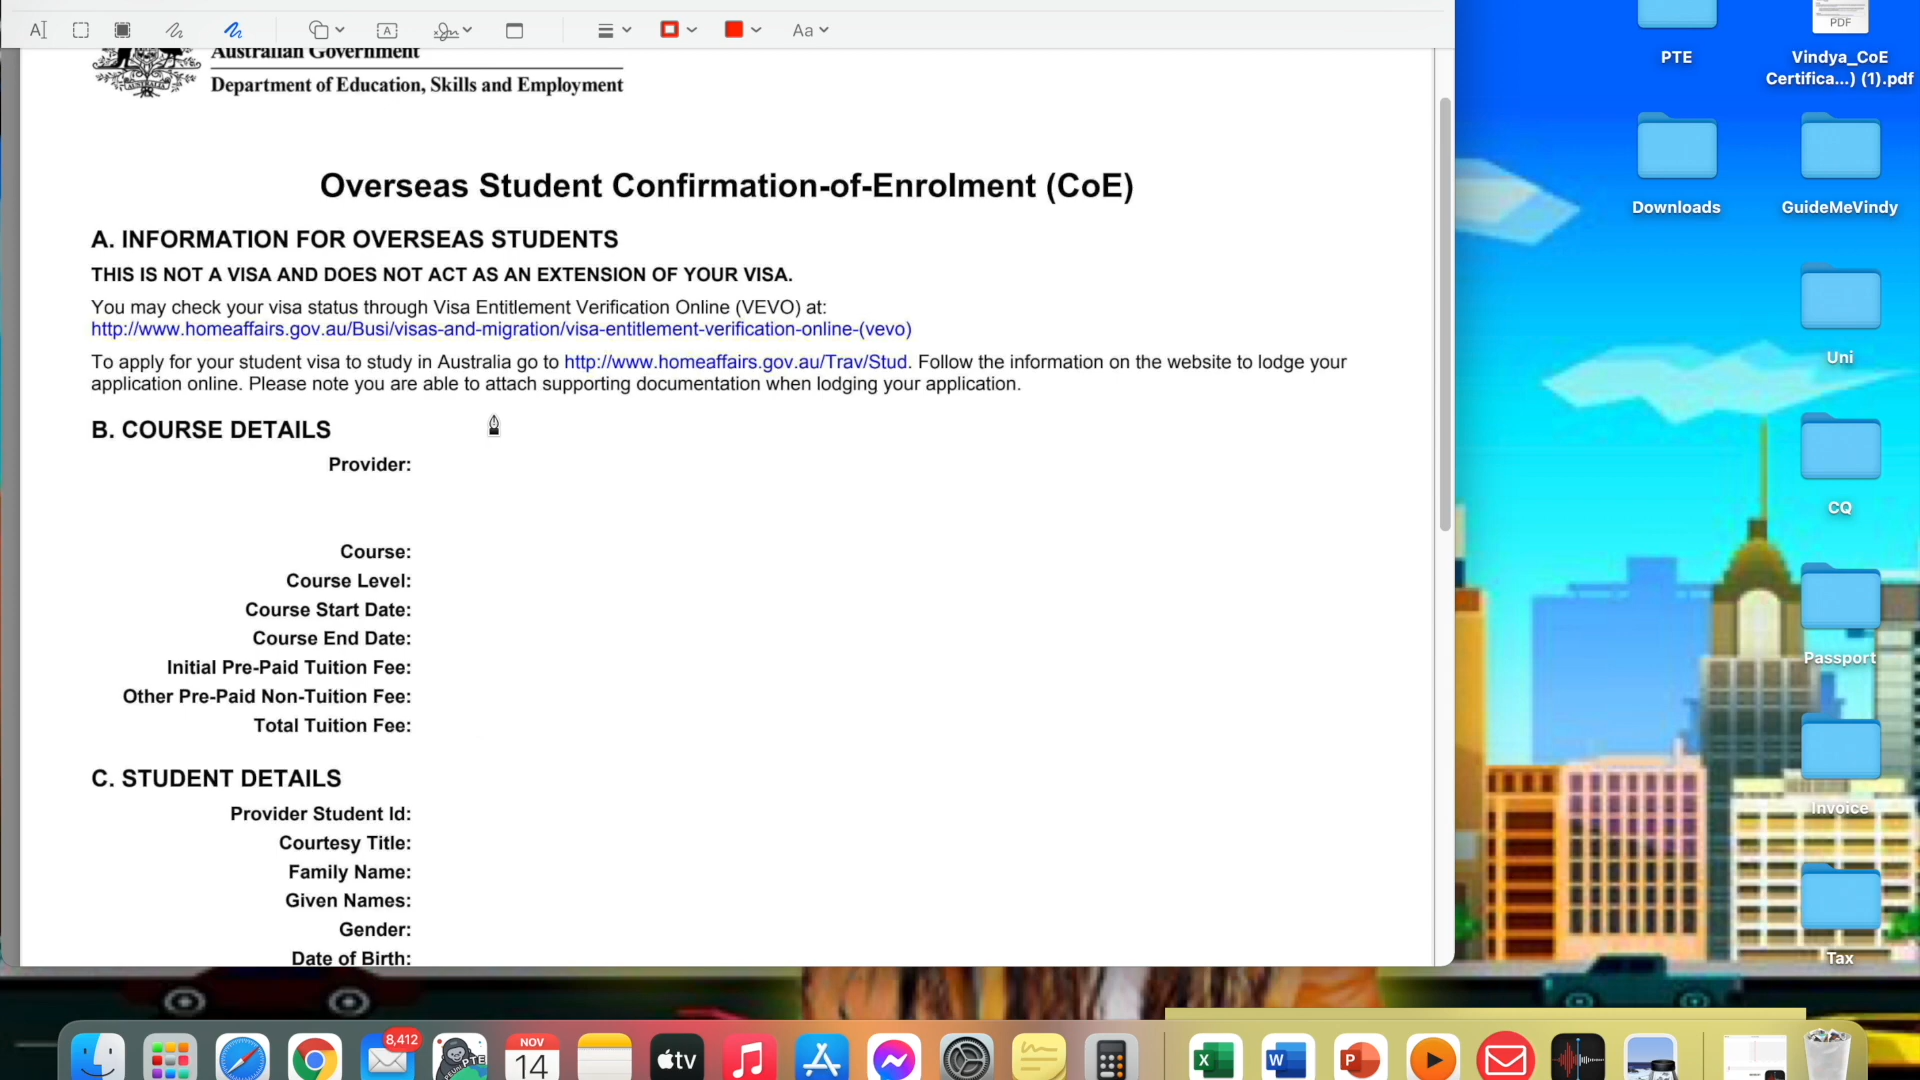 Aa
Australian Government
Department of Education, Skills and Employment
Overseas Student Confirmation-of-Enrolment (CoE)
A. INFORMATION FOR OVERSEAS STUDENTS
THIS IS NOT A VISA AND DOES NOT ACT AS AN EXTENSION OF YOUR VISA.
You may check your visa status through Visa Entitlement Verification Online (VEVO) at:
http://www.homeaffairs.gov.au/Busi/visas-and-migration/visa-entitlement-verification-online-(vevo)
To apply for your student visa to study in Australia go to http://www.homeaffairs.gov.au/Trav/Stud. Follow the information on the website to lodge your
application online. Please note you are able to attach supporting documentation when lodging your application.
B. COURSE DETAILS
Provider:
Course:
Course Level:
Course Start Date:
Course End Date:
Initial Pre-Paid Tuition Fee:
Other Pre-Paid Non-Tuition Fee:
Total Tuition Fee:
C. STUDENT DETAILS
Provider Student Id:
Courtesy Title:
Family Name:
Given Names:
Gender:
Date of Birth:
PDF
PTE
Vindya_CoE
Certifica...) (1).pdf
Downloads
GuideMeVindy
Uni
CQ
Passport
Invoice
Tax
8,412
PTE
NOV
14
tv
X
W
P